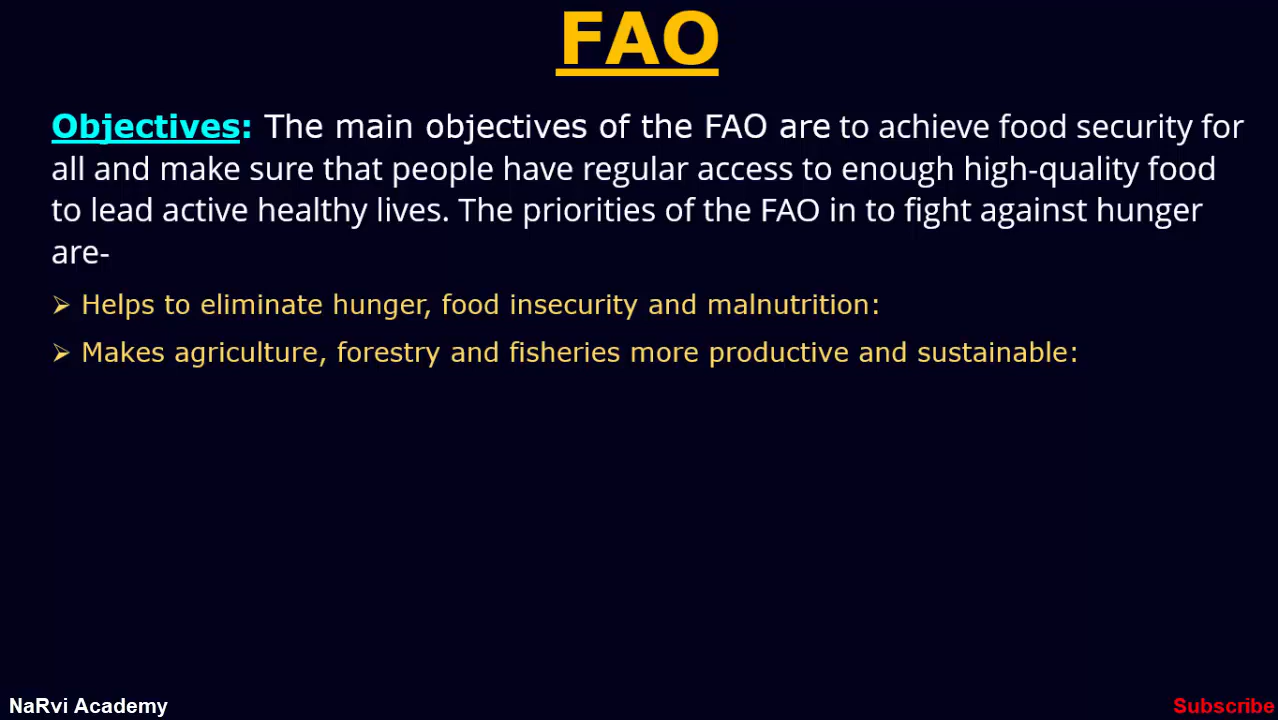 FAO
Objectives: The main objectives of the FAO are to achieve food security for
all and make sure that people have regular access to enough high-quality food
to lead active healthy lives. The priorities of the FAO in to fight against hunger
are-
➢ Helps to eliminate hunger, food insecurity and malnutrition:
➢ Makes agriculture, forestry and fisheries more productive and sustainable:
NaRvi Academy
Subscribe